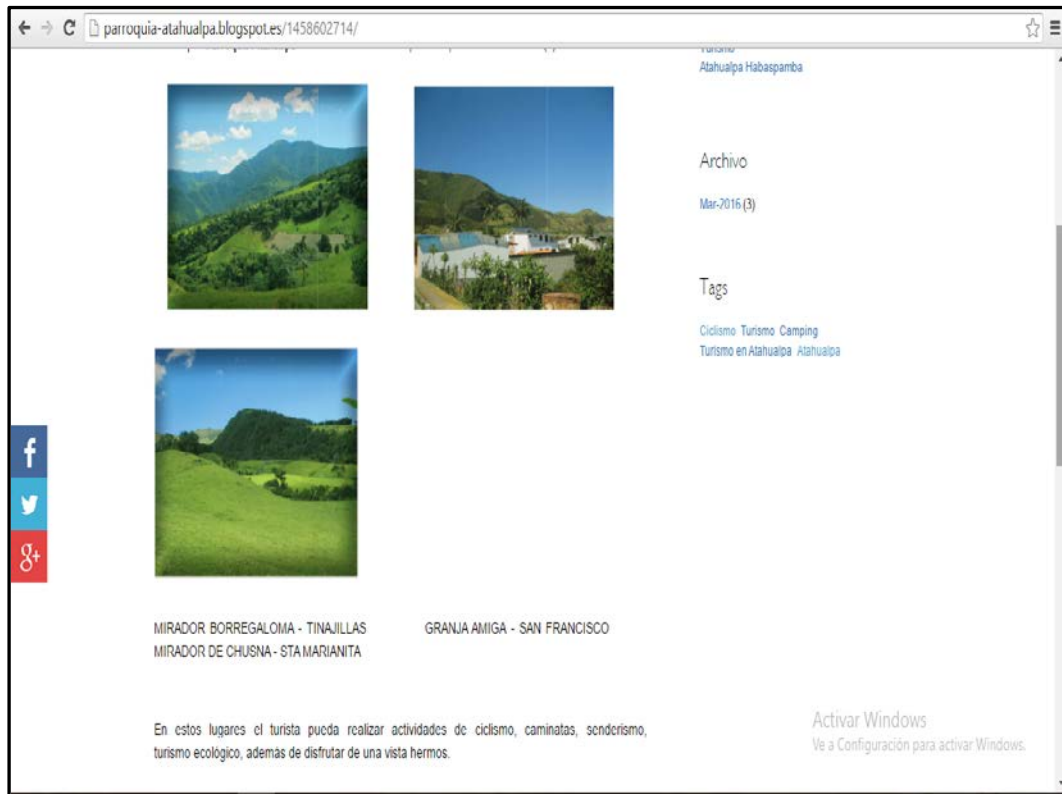 parroquia-atahualpa.blogspot.es/1458602714/
Turismo
Atahualpa Habaspamba
Archivo
Mar-2016 (3)
Tags
Ciclismo Turismo Camping
Turismo en Atahualpa Atahualpa
f
g+
MIRADOR BORREGALOMA - TINAJILLAS GRANJA AMIGA - SAN FRANCISCO
MIRADOR DE CHUSNA - STA MARIANITA
En estos lugares el turista pueda realizar actividades de ciclismo, caminatas, senderismo,
turismo ecológico, además de disfrutar de una vista hermos.
Activar Windows
Ve a Configuración para activar Windows.